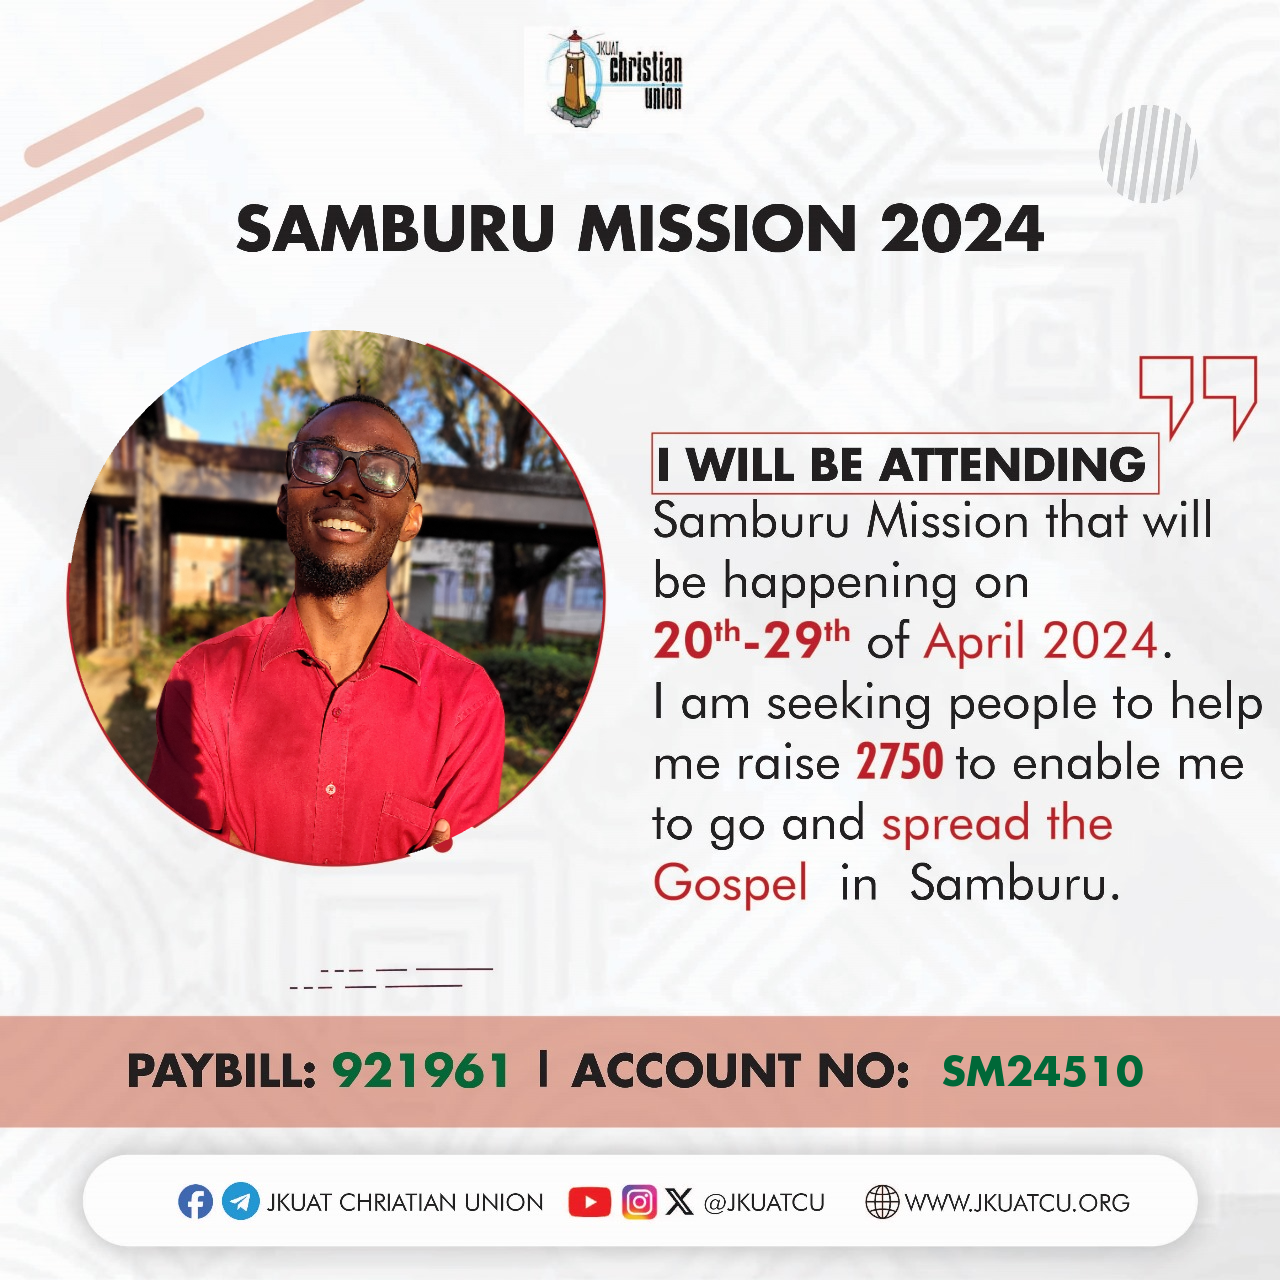 JKUAT
christian
union
SAMBURU MISSION 2024
I WILL BE ATTENDING
Samburu Mission that will
be happening on
20th-29th of April 2024.
I am seeking people to help
me raise 2750 to enable me
to go and spread the
Gospel in Samburu.
PAYBILL: 921961 | ACCOUNT NO: SM24510
JKUAT CHRIATIAN UNION @JKUATCU WWW.JKUATCU.ORG